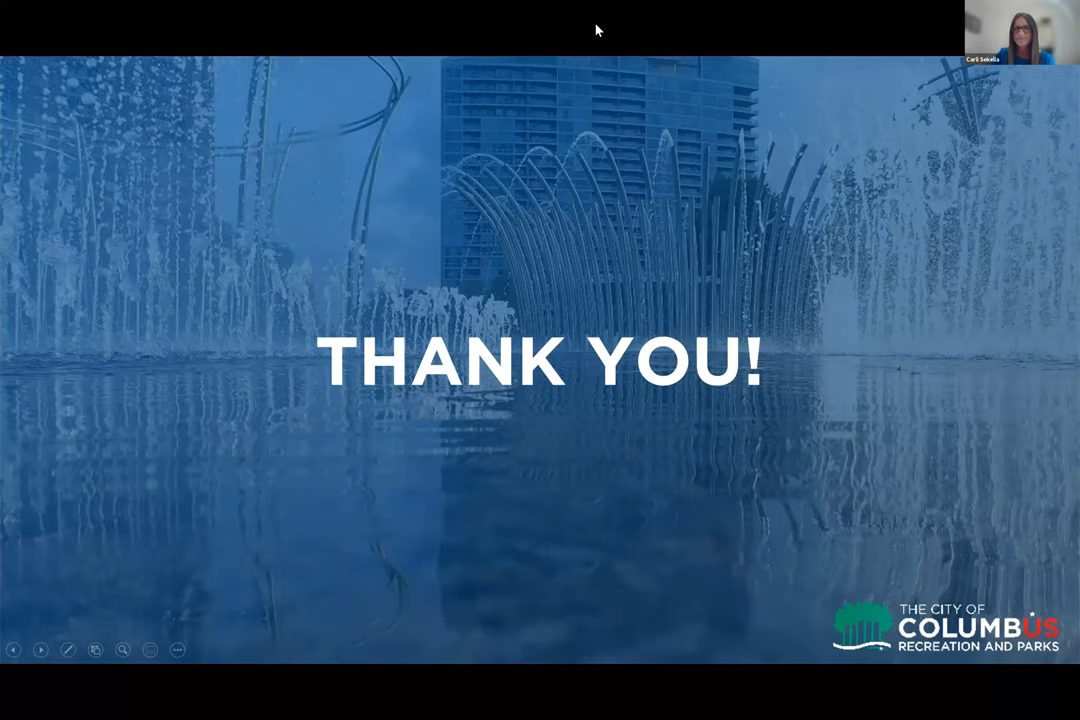 Carli Sekella
THANK YOU!
THE CITY OF
COLUMBUS
RECREATION AND PARKS